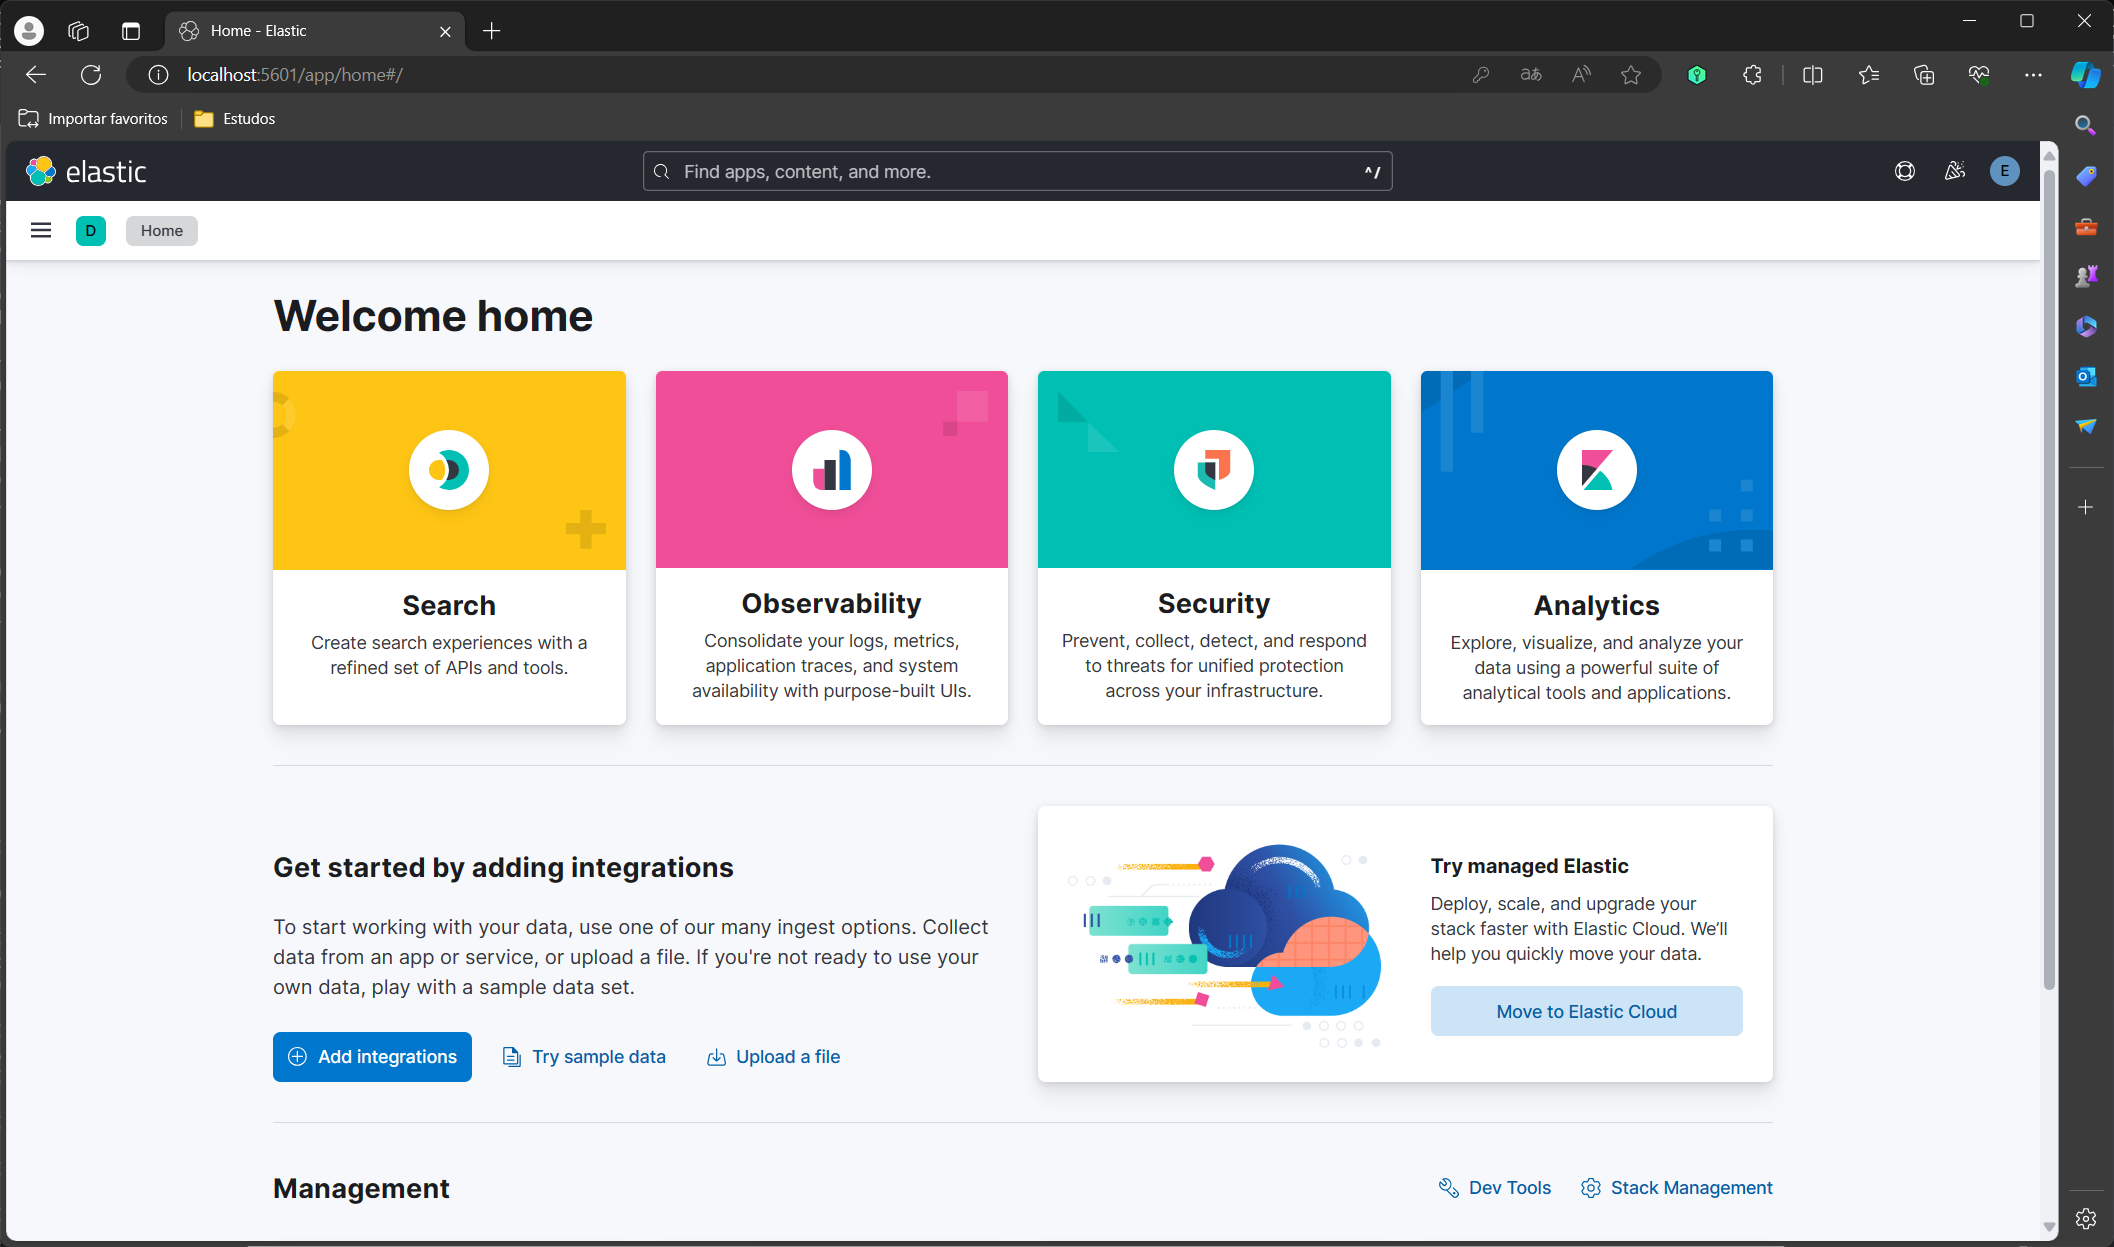 Home - Elastic
localhost:5601/app/home#/
Importar favoritos
Estudos
elastic
Find apps, content, and more.
^/
E
D
Home
Welcome home
Search
Create search experiences with a
refined set of APIs and tools.
Observability
Consolidate your logs, metrics,
application traces, and system
availability with purpose-built UIs.
Security
Prevent, collect, detect, and respond
to threats for unified protection
across your infrastructure.
Analytics
Explore, visualize, and analyze your
data using a powerful suite of
analytical tools and applications.
Get started by adding integrations
To start working with your data, use one of our many ingest options. Collect
data from an app or service, or upload a file. If you're not ready to use your
own data, play with a sample data set.
Add integrations
Try sample data
Upload a file
Try managed Elastic
Deploy, scale, and upgrade your
stack faster with Elastic Cloud. We’ll
help you quickly move your data.
Move to Elastic Cloud
Management
Dev Tools
Stack Management